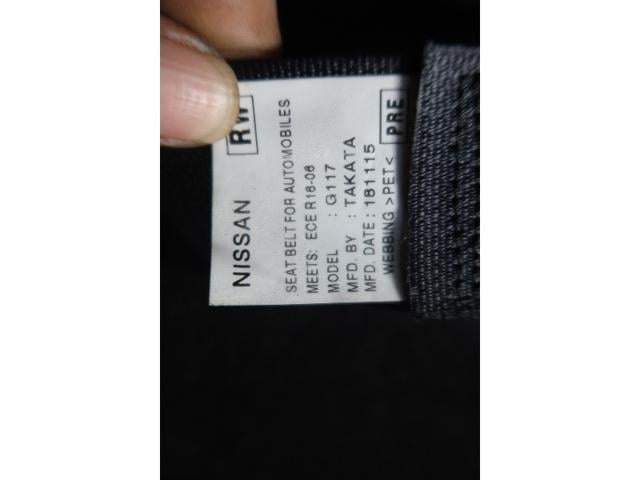 NISSAN RW
SEAT BELT FOR AUTOMOBILES
MEETS: ECE R16-06
MODEL : G117
MFD. BY : TAKATA
MFD. DATE : 181115
WEBBING >PET< PRE